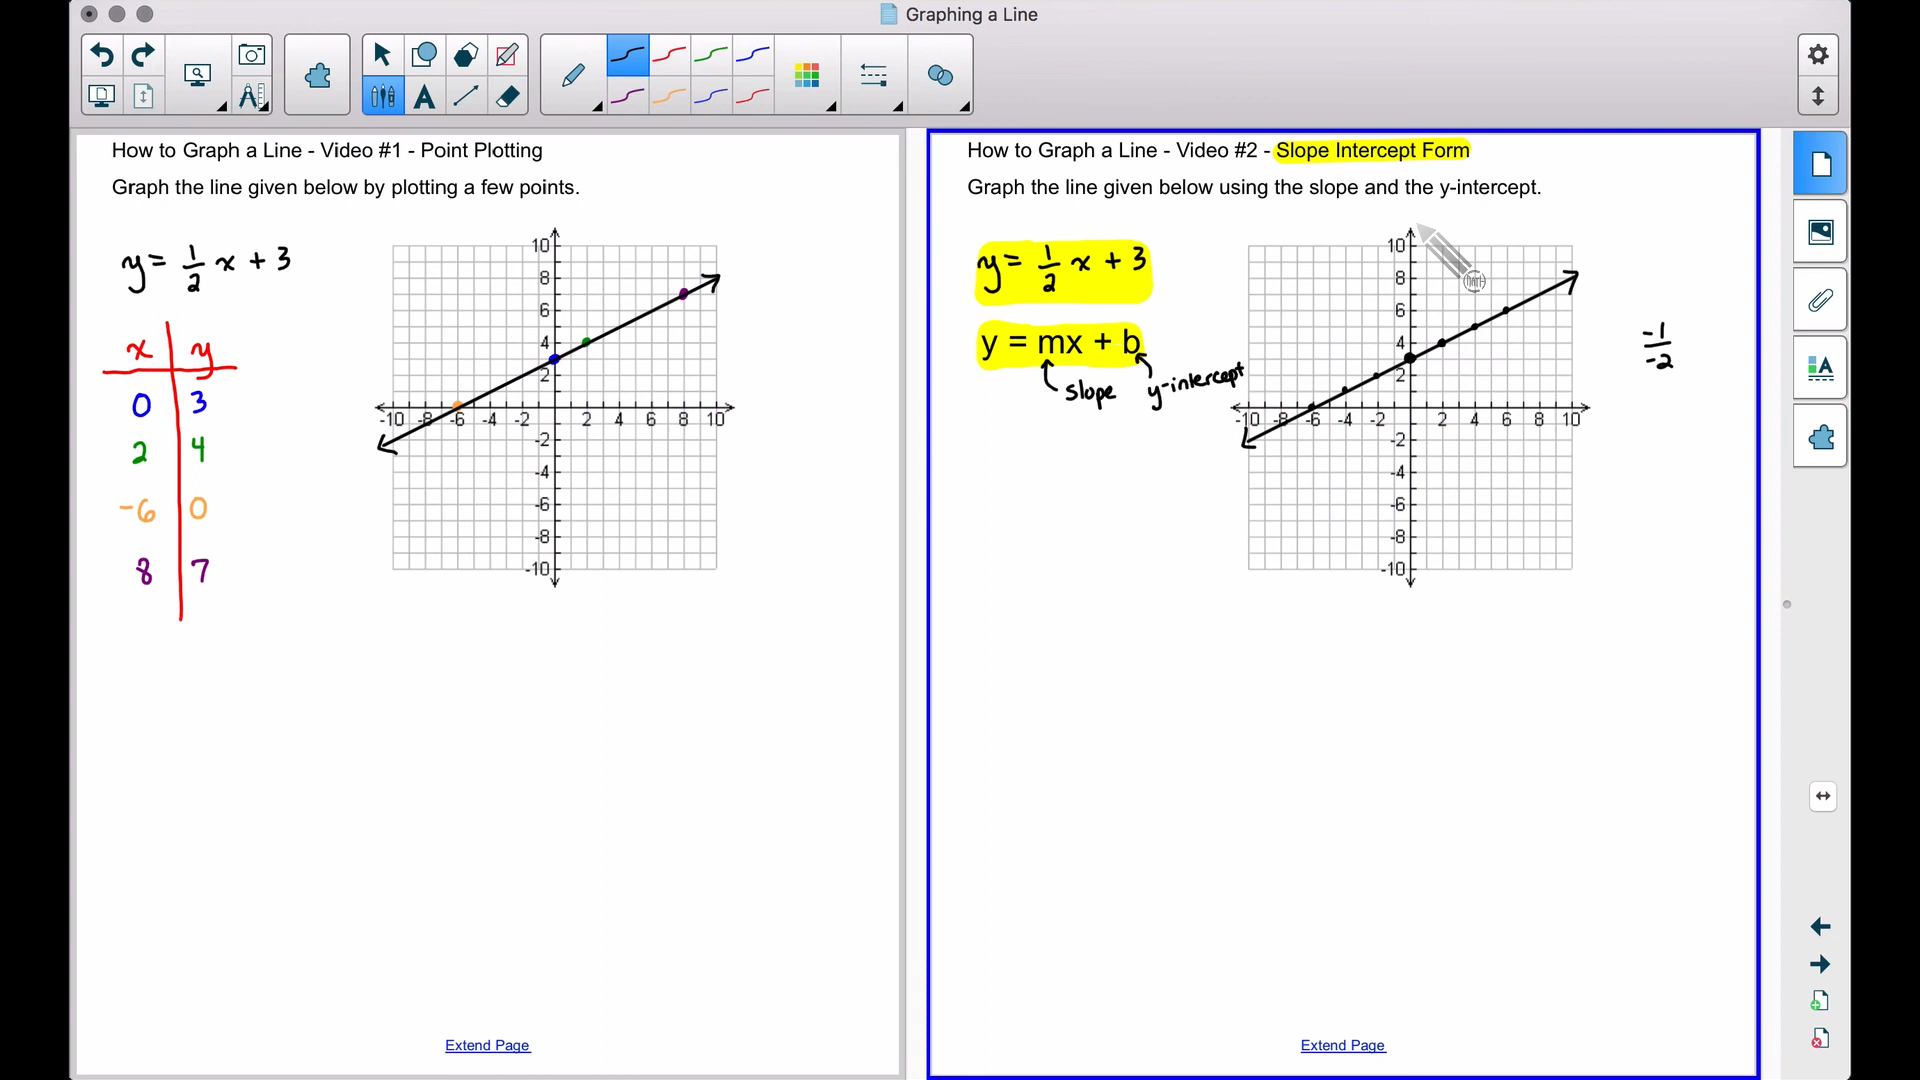 Graphing a Line
How to Graph a Line - Video #1 - Point Plotting
Graph the line given below by plotting a few points.
y = 1/2 x + 3
x y
0 3
2 4
-6 0
8 7
10
8
6
4
2
-10 -8 -6 -4 -2 2 4 6 8 10
-2
-4
-6
-8
-10
Extend Page
How to Graph a Line - Video #2 - Slope Intercept Form
Graph the line given below using the slope and the y-intercept.
y = 1/2 x + 3
y = mx + b
slope y-intercept
10
8
6
4
2
-10 -8 -6 -4 -2 2 4 6 8 10
-2
-4
-6
-8
-10
-1/-2
Extend Page